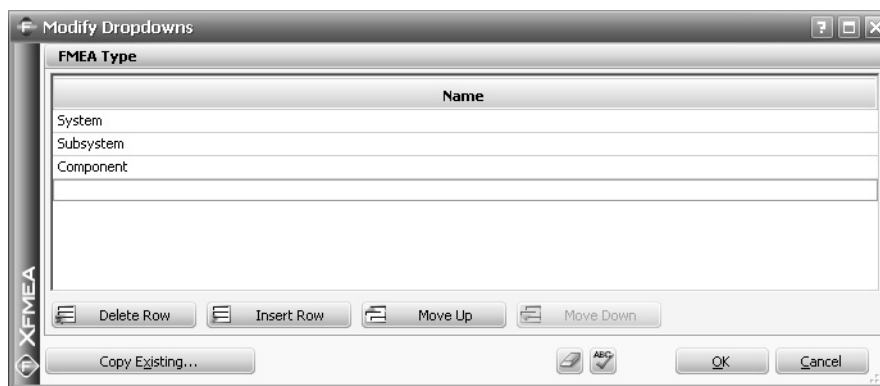 Modify Dropdowns
FMEA Type
Name
System
Subsystem
Component
Delete Row Insert Row Move Up Move Down
Copy Existing... ABC OK Cancel
XFMEA